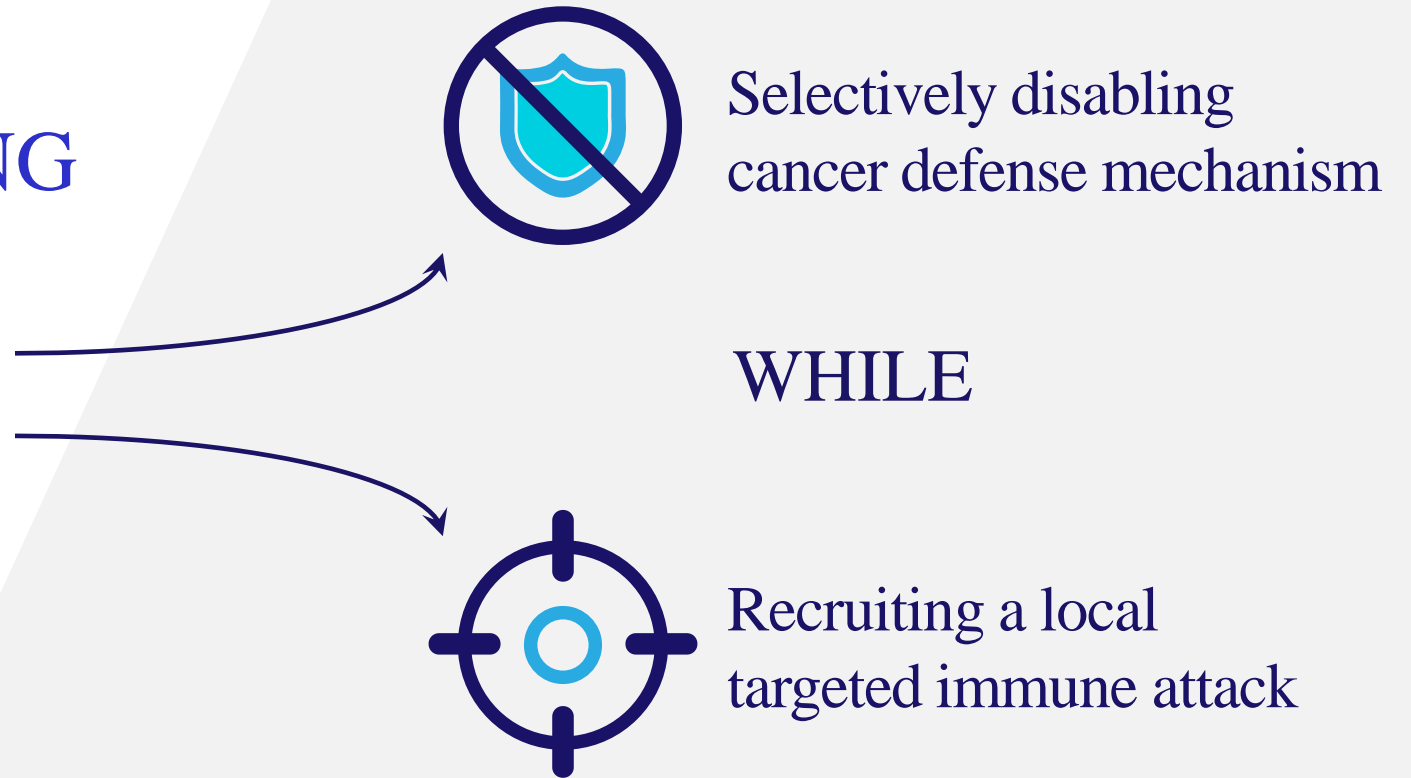 NG
Selectively disabling
cancer defense mechanism
WHILE
Recruiting a local
targeted immune attack